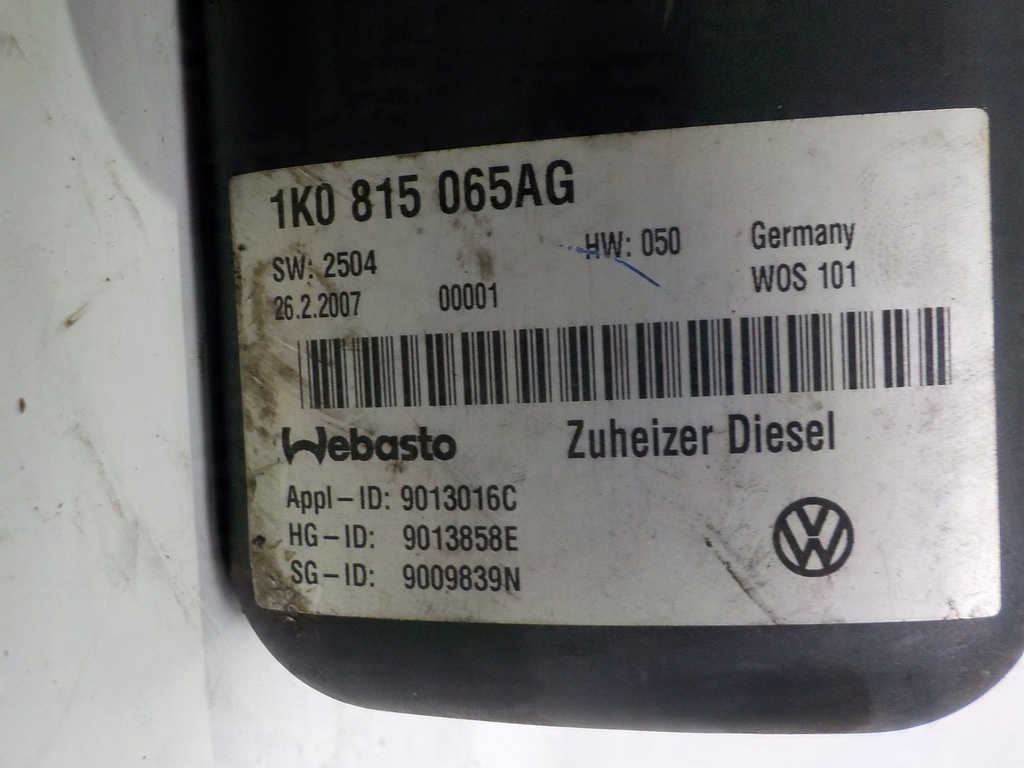 1K0 815 065AG
SW: 2504 HW: 050 Germany
26.2.2007 00001 WOS 101
Webasto Zuheizer Diesel
Appl-ID: 9013016C
HG-ID: 9013858E
SG-ID: 9009839N
VW